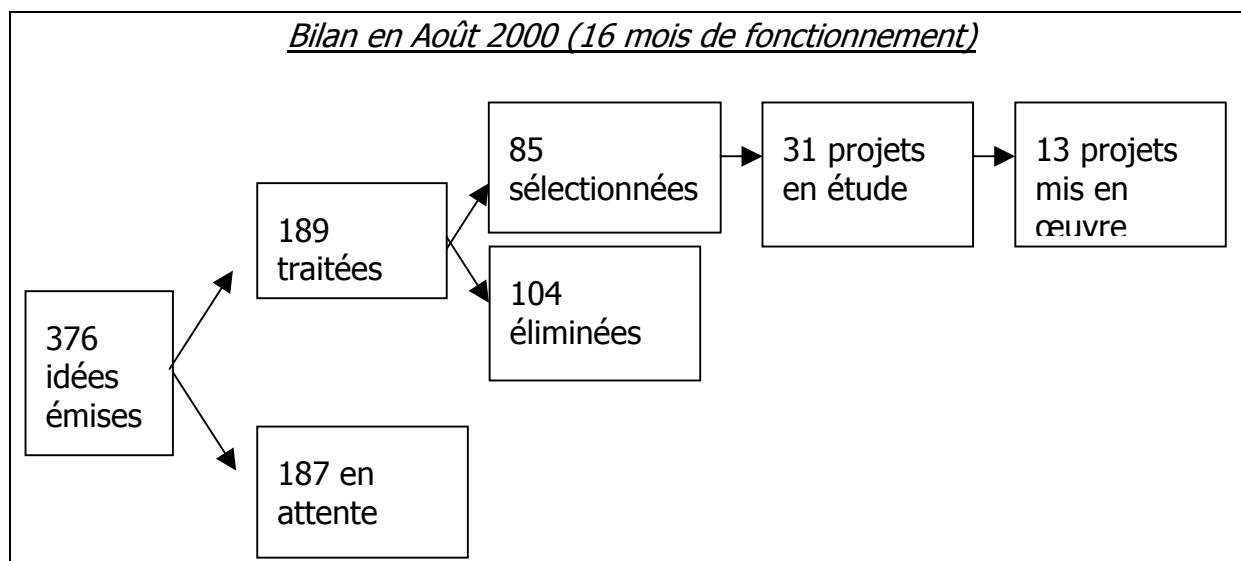 Bilan en Août 2000 (16 mois de fonctionnement)
376
idées
émises
189
traitées
187 en
attente
85
sélectionnées
104
éliminées
31 projets
en étude
13 projets
mis en
œuvre